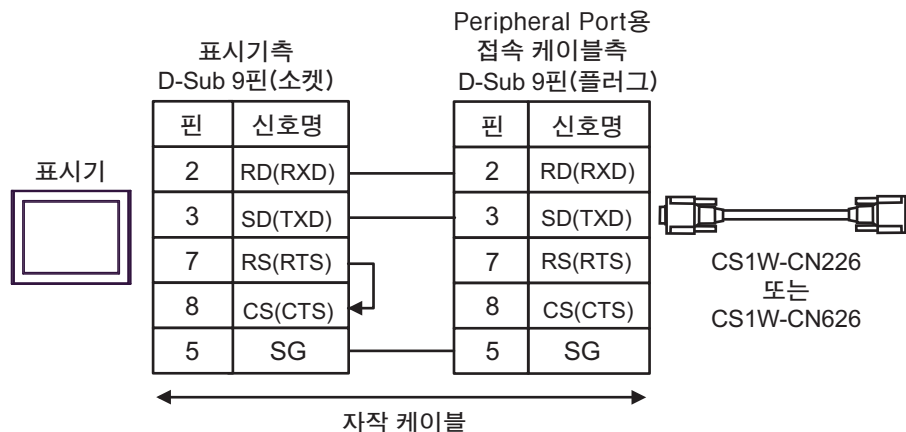 표시기측
D-Sub 9핀(소켓)
Peripheral Port용
접속 케이블측
D-Sub 9핀(플러그)
표시기
핀 신호명
2 RD(RXD)
3 SD(TXD)
7 RS(RTS)
8 CS(CTS)
5 SG
핀 신호명
2 RD(RXD)
3 SD(TXD)
7 RS(RTS)
8 CS(CTS)
5 SG
CS1W-CN226
또는
CS1W-CN626
자작 케이블